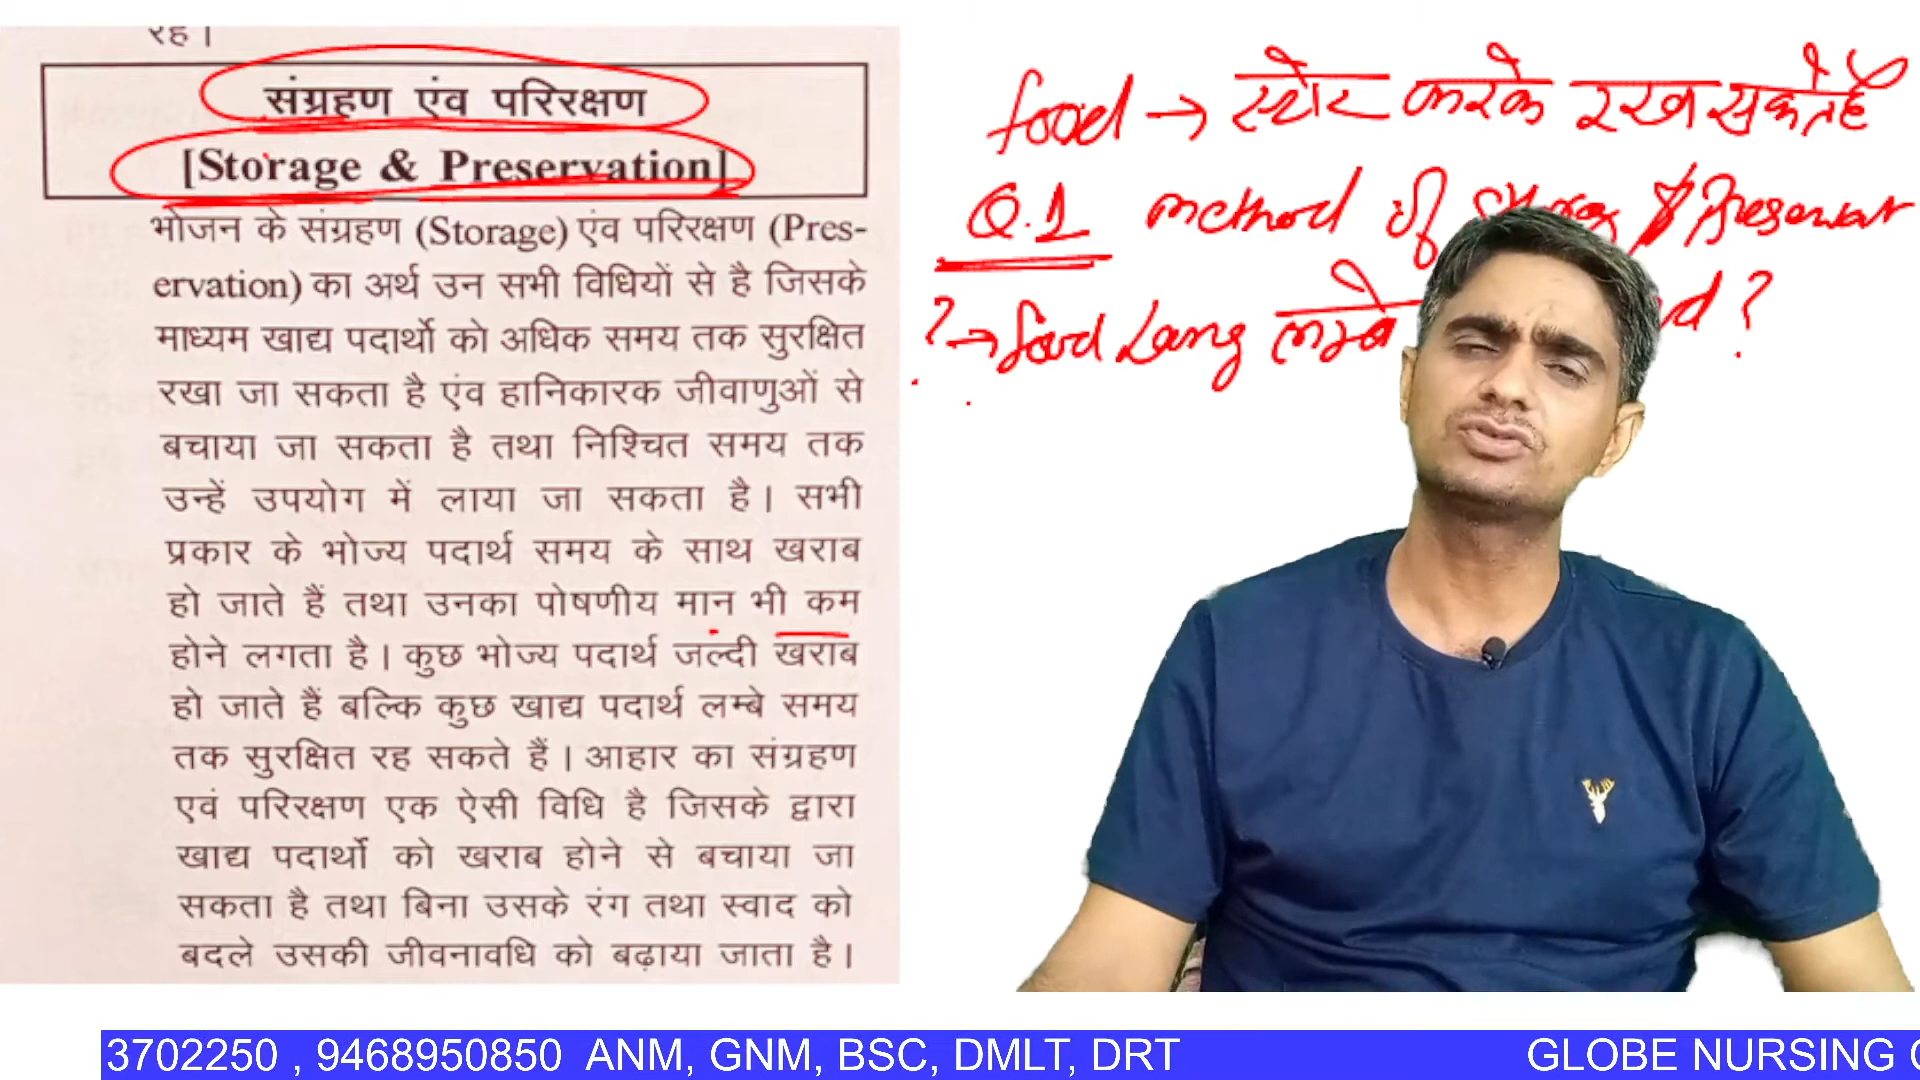 रहे।
संग्रहण एंव परिरक्षण
[Storage & Preservation]
भोजन के संग्रहण (Storage) एंव परिरक्षण (Pres-
ervation) का अर्थ उन सभी विधियों से है जिसके
माध्यम खाद्य पदार्थो को अधिक समय तक सुरक्षित
रखा जा सकता है एंव हानिकारक जीवाणुओं से
बचाया जा सकता है तथा निश्चित समय तक
उन्हें उपयोग में लाया जा सकता है। सभी
प्रकार के भोज्य पदार्थ समय के साथ खराब
हो जाते हैं तथा उनका पोषणीय मान भी कम
होने लगता है। कुछ भोज्य पदार्थ जल्दी खराब
हो जाते हैं बल्कि कुछ खाद्य पदार्थ लम्बे समय
तक सुरक्षित रह सकते हैं। आहार का संग्रहण
एवं परिरक्षण एक ऐसी विधि है जिसके द्वारा
खाद्य पदार्थो को खराब होने से बचाया जा
सकता है तथा बिना उसके रंग तथा स्वाद को
बदले उसकी जीवनावधि को बढ़ाया जाता है।
food → स्टोर करके रख सकते है
Q.1 method of
? → food Lang लम्बे ?
3702250 , 9468950850 ANM, GNM, BSC, DMLT, DRT GLOBE NURSING